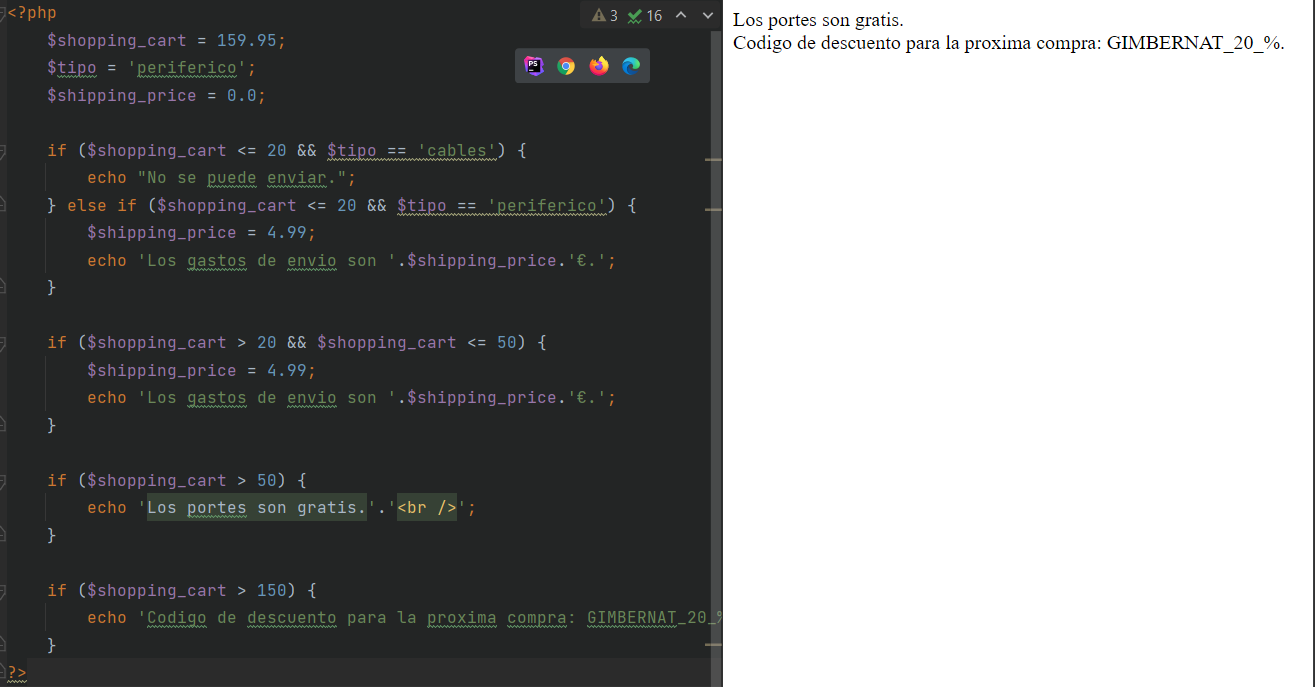 <?php
3 16
$shopping_cart = 159.95;
$tipo = 'periferico';
PS
$shipping_price = 0.0;
if ($shopping_cart <= 20 && $tipo == 'cables') {
echo "No se puede enviar.";
} else if ($shopping_cart <= 20 && $tipo == 'periferico') {
$shipping_price = 4.99;
echo 'Los gastos de envio son '.$shipping_price.'€.';
}
if ($shopping_cart > 20 && $shopping_cart <= 50) {
$shipping_price = 4.99;
echo 'Los gastos de envio son '.$shipping_price.'€.';
}
if ($shopping_cart > 50) {
echo 'Los portes son gratis.'.'<br />';
}
if ($shopping_cart > 150) {
echo 'Codigo de descuento para la proxima compra: GIMBERNAT_20_%
}
?>
Los portes son gratis.
Codigo de descuento para la proxima compra: GIMBERNAT_20_%.